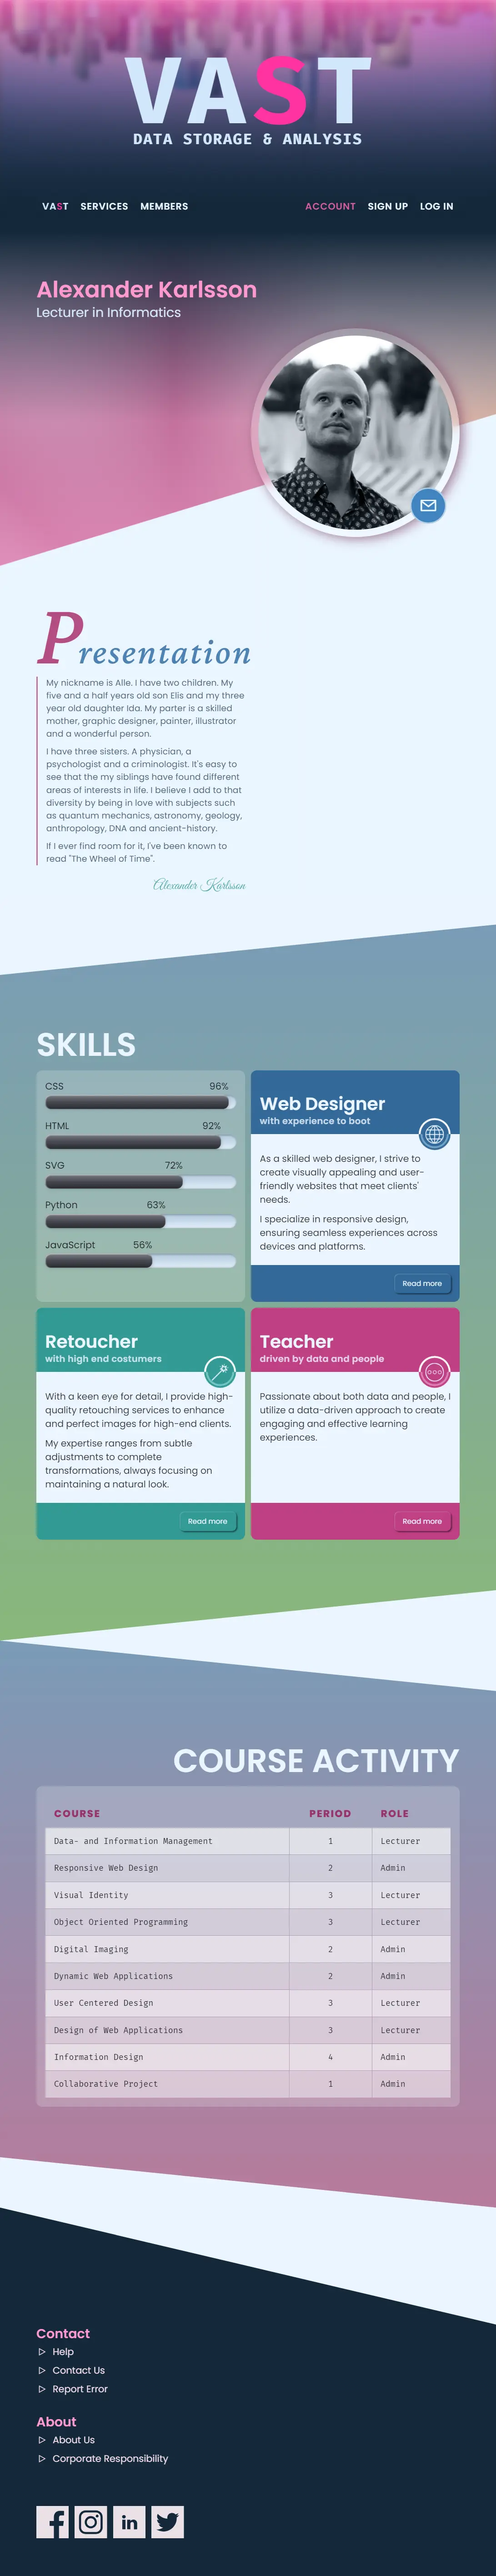 VAST
DATA STORAGE & ANALYSIS
VAST SERVICES MEMBERS ACCOUNT SIGN UP LOG IN
Alexander Karlsson
Lecturer in Informatics
Presentation
My nickname is Alle. I have two children. My
five and a half years old son Elis and my three
year old daughter Ida. My parter is a skilled
mother, graphic designer, painter, illustrator
and a wonderful person.
I have three sisters. A physician, a
psychologist and a criminologist. It's easy to
see that the my siblings have found different
areas of interests in life. I believe I add to that
diversity by being in love with subjects such
as quantum mechanics, astronomy, geology,
anthropology, DNA and ancient-history.
If I ever find room for it, I've been known to
read "The Wheel of Time".
Alexander Karlsson
SKILLS
CSS 96%
HTML 92%
SVG 72%
Python 63%
JavaScript 56%
Web Designer
with experience to boot
As a skilled web designer, I strive to
create visually appealing and user-
friendly websites that meet clients'
needs.
I specialize in responsive design,
ensuring seamless experiences across
devices and platforms.
Read more
Retoucher
with high end costumers
With a keen eye for detail, I provide high-
quality retouching services to enhance
and perfect images for high-end clients.
My expertise ranges from subtle
adjustments to complete
transformations, always focusing on
maintaining a natural look.
Read more
Teacher
driven by data and people
Passionate about both data and people, I
utilize a data-driven approach to create
engaging and effective learning
experiences.
Read more
COURSE ACTIVITY
COURSE PERIOD ROLE
Data- and Information Management 1 Lecturer
Responsive Web Design 2 Admin
Visual Identity 3 Lecturer
Object Oriented Programming 3 Lecturer
Digital Imaging 2 Admin
Dynamic Web Applications 2 Admin
User Centered Design 3 Lecturer
Design of Web Applications 3 Lecturer
Information Design 4 Admin
Collaborative Project 1 Admin
Contact
Help
Contact Us
Report Error
About
About Us
Corporate Responsibility